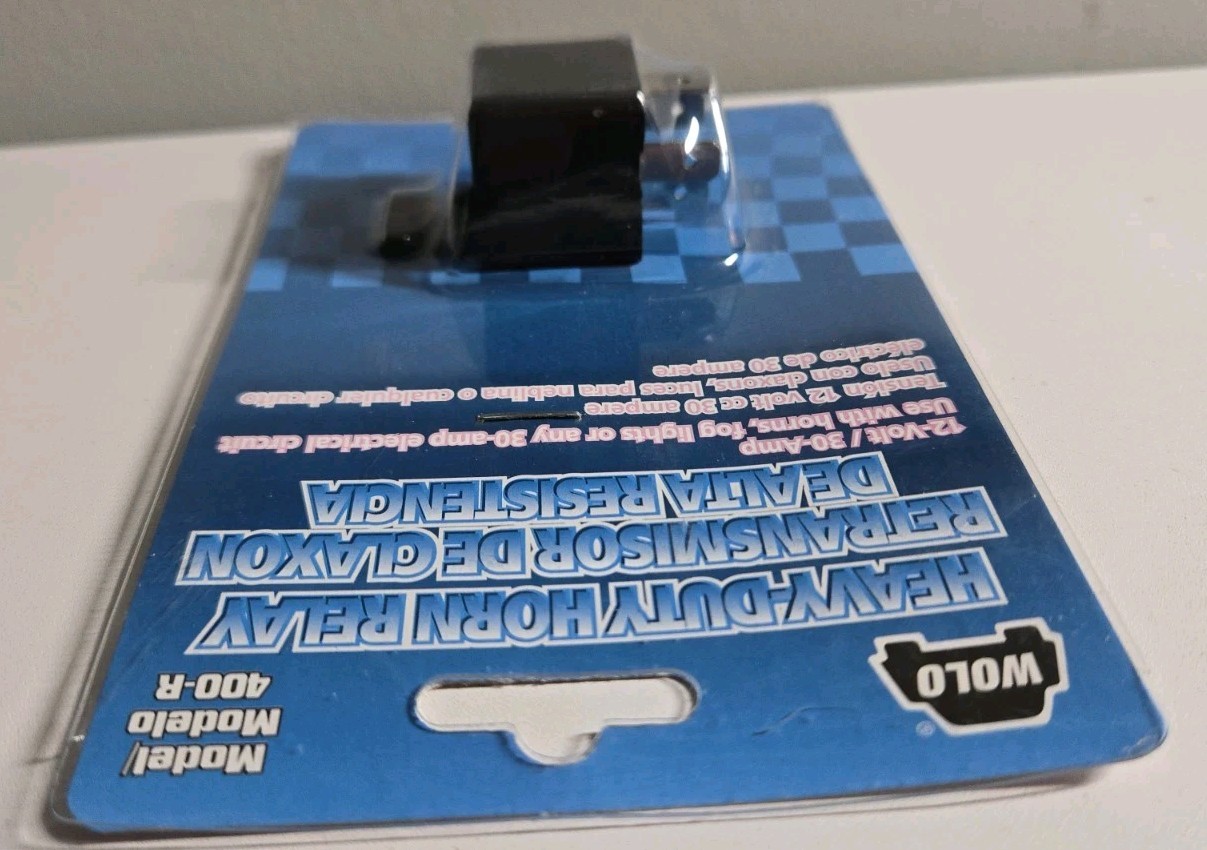 WOLO
®
Model/
Modelo
400-R
HEAVY-DUTY HORN RELAY
RETRANSMISOR DE CLAXON
DE ALTA RESISTENCIA
12-Volt / 30-Amp
Use with horns, fog lights or any 30-amp electrical circuit
Tensión 12 volt cc 30 ampere
Uselo con claxons, luces para neblina o cualquier circuito
eléctrico de 30 ampere